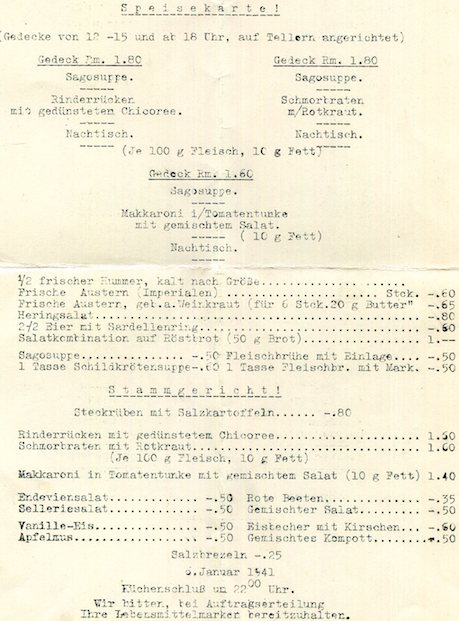 Speisekarte!
(Gedecke von 12 -15 und ab 18 Uhr, auf Tellern angerichtet)
Gedeck Rm. 1.80 Gedeck Rm. 1.80
Sagosuppe. Sagosuppe.
-----  -----
Rinderrücken Schmorbraten
mit gedünsteten Chicoree. m/Rotkraut.
-----  -----
Nachtisch. Nachtisch.
-----  -----
(Je 100 g Fleisch, 10 g Fett)
Gedeck Rm. 1.60
Sagosuppe.
-----
Makkaroni i/Tomatentunke
mit gemischtem Salat.
----- ( 10 g Fett)
Nachtisch.
-----
1/2 frischer Hummer, kalt nach Größe..................
Frische Austern (Imperialen) .................. Stck. -.60
Frische Austern, geb.a.Weinkraut (für 6 Stck.20 g Butter" -.65
Heringsalat........................................ -.80
2 1/2 Eier mit Sardellenring........................ -.60
Salatkombination auf Röstbrot (50 g Brot)........... 1.--
Sagosuppe............. -.50 Fleischbrühe mit Einlage.... -.50
1 Tasse Schildkrötensuppe-.60 1 Tasse Fleischbr. mit Mark. -.50
Stammgericht!
Steckrüben mit Salzkartoffeln...... -.80
Rinderrücken mit gedünstetem Chicoree.................. 1.60
Schmorbraten mit Rotkraut.............................. 1.60
(Je 100 g Fleisch, 10 g Fett)
Makkaroni in Tomatentunke mit gemischtem Salat (10 g Fett) 1.40
Endeviensalat............ -.50 Rote Beeten............. -.35
Selleriesalat............ -.50 Gemischter Salat........ -.50
Vanille-Eis.............. -.50 Eisbecher mit Kirschen... -.60
Apfelmus................. -.50 Gemischtes Kompott...... -.50
Salzbrezeln -.25
Januar 1941
Küchenschluß um 22 00 Uhr.
Wir bitten, bei Auftragserteilung
Ihre Lebensmittelmarken bereitzuhalten.